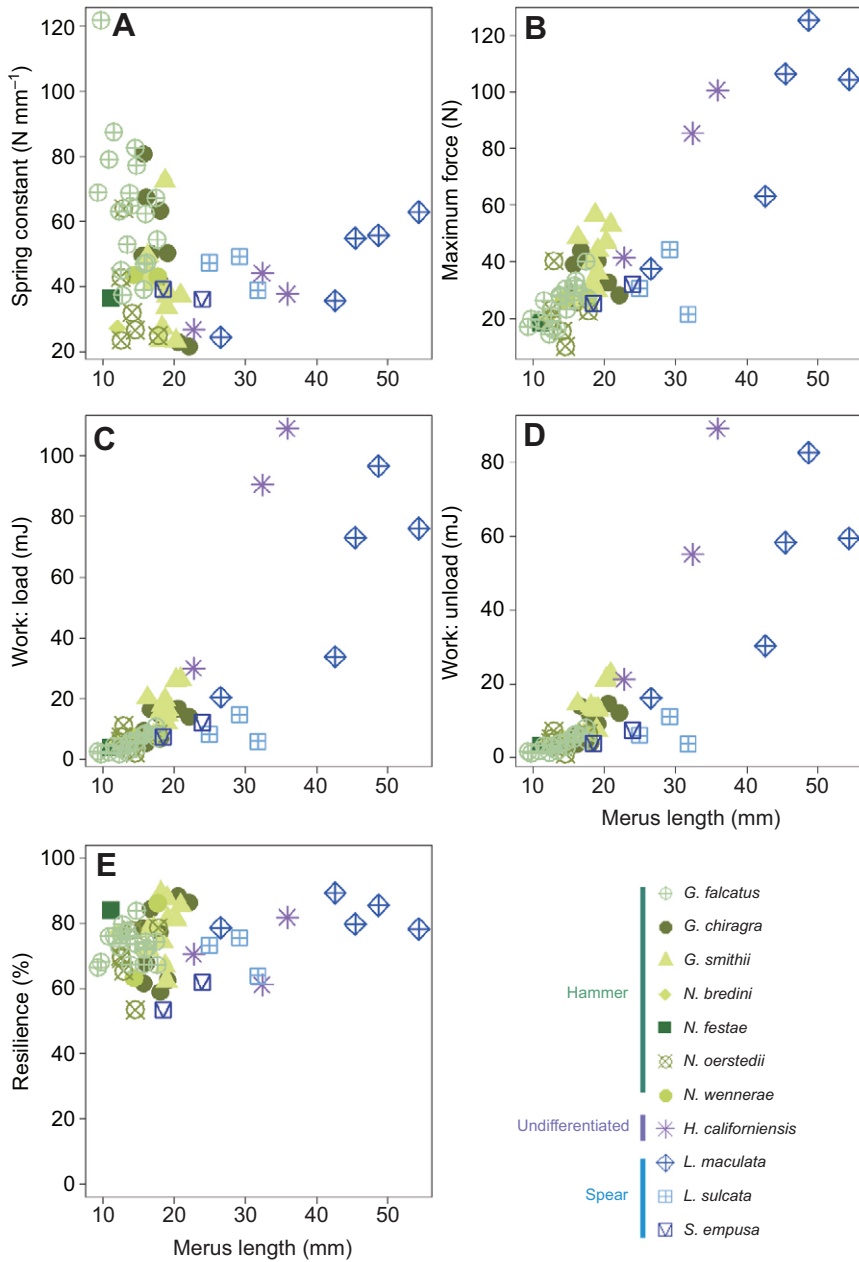 A
B
Spring constant (N mm⁻¹)
120
100
80
60
40
20
10 20 30 40 50
Maximum force (N)
120
100
80
60
40
20
0
10 20 30 40 50
C
D
Work: load (mJ)
100
80
60
40
20
0
10 20 30 40 50
Work: unload (mJ)
80
60
40
20
0
10 20 30 40 50
Merus length (mm)
E
Resilience (%)
100
80
60
40
20
0
10 20 30 40 50
Merus length (mm)
Hammer
G. falcatus
G. chiragra
G. smithii
N. bredini
N. festae
N. oerstedii
N. wennerae
Undifferentiated
H. californiensis
Spear
L. maculata
L. sulcata
S. empusa